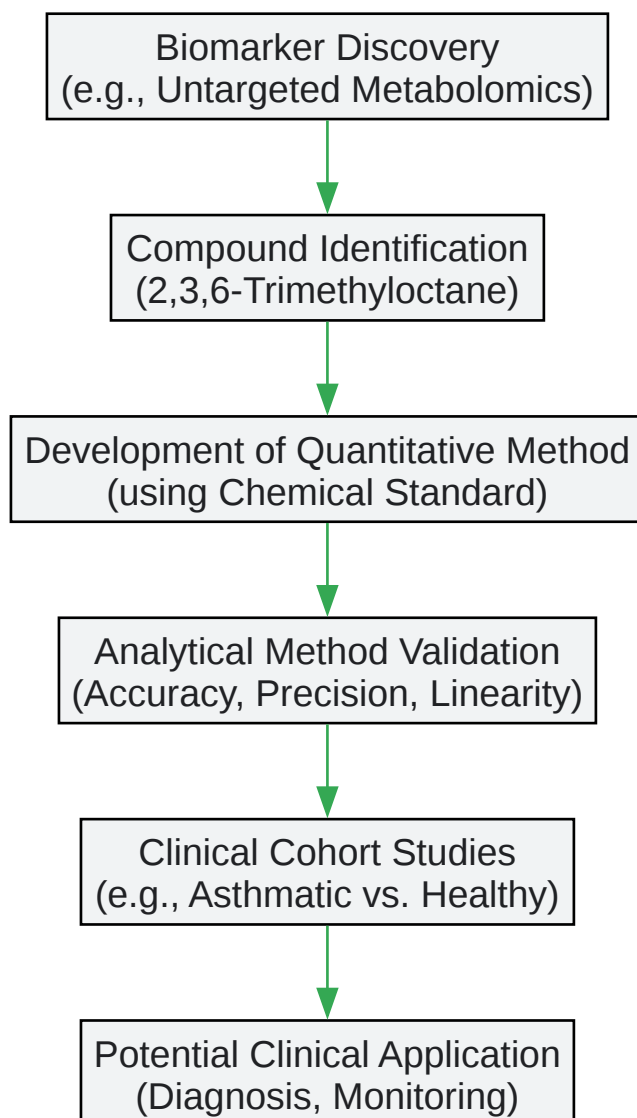 Biomarker Discovery
(e.g., Untargeted Metabolomics)
Compound Identification
(2,3,6-Trimethyloctane)
Development of Quantitative Method
(using Chemical Standard)
Analytical Method Validation
(Accuracy, Precision, Linearity)
Clinical Cohort Studies
(e.g., Asthmatic vs. Healthy)
Potential Clinical Application
(Diagnosis, Monitoring)